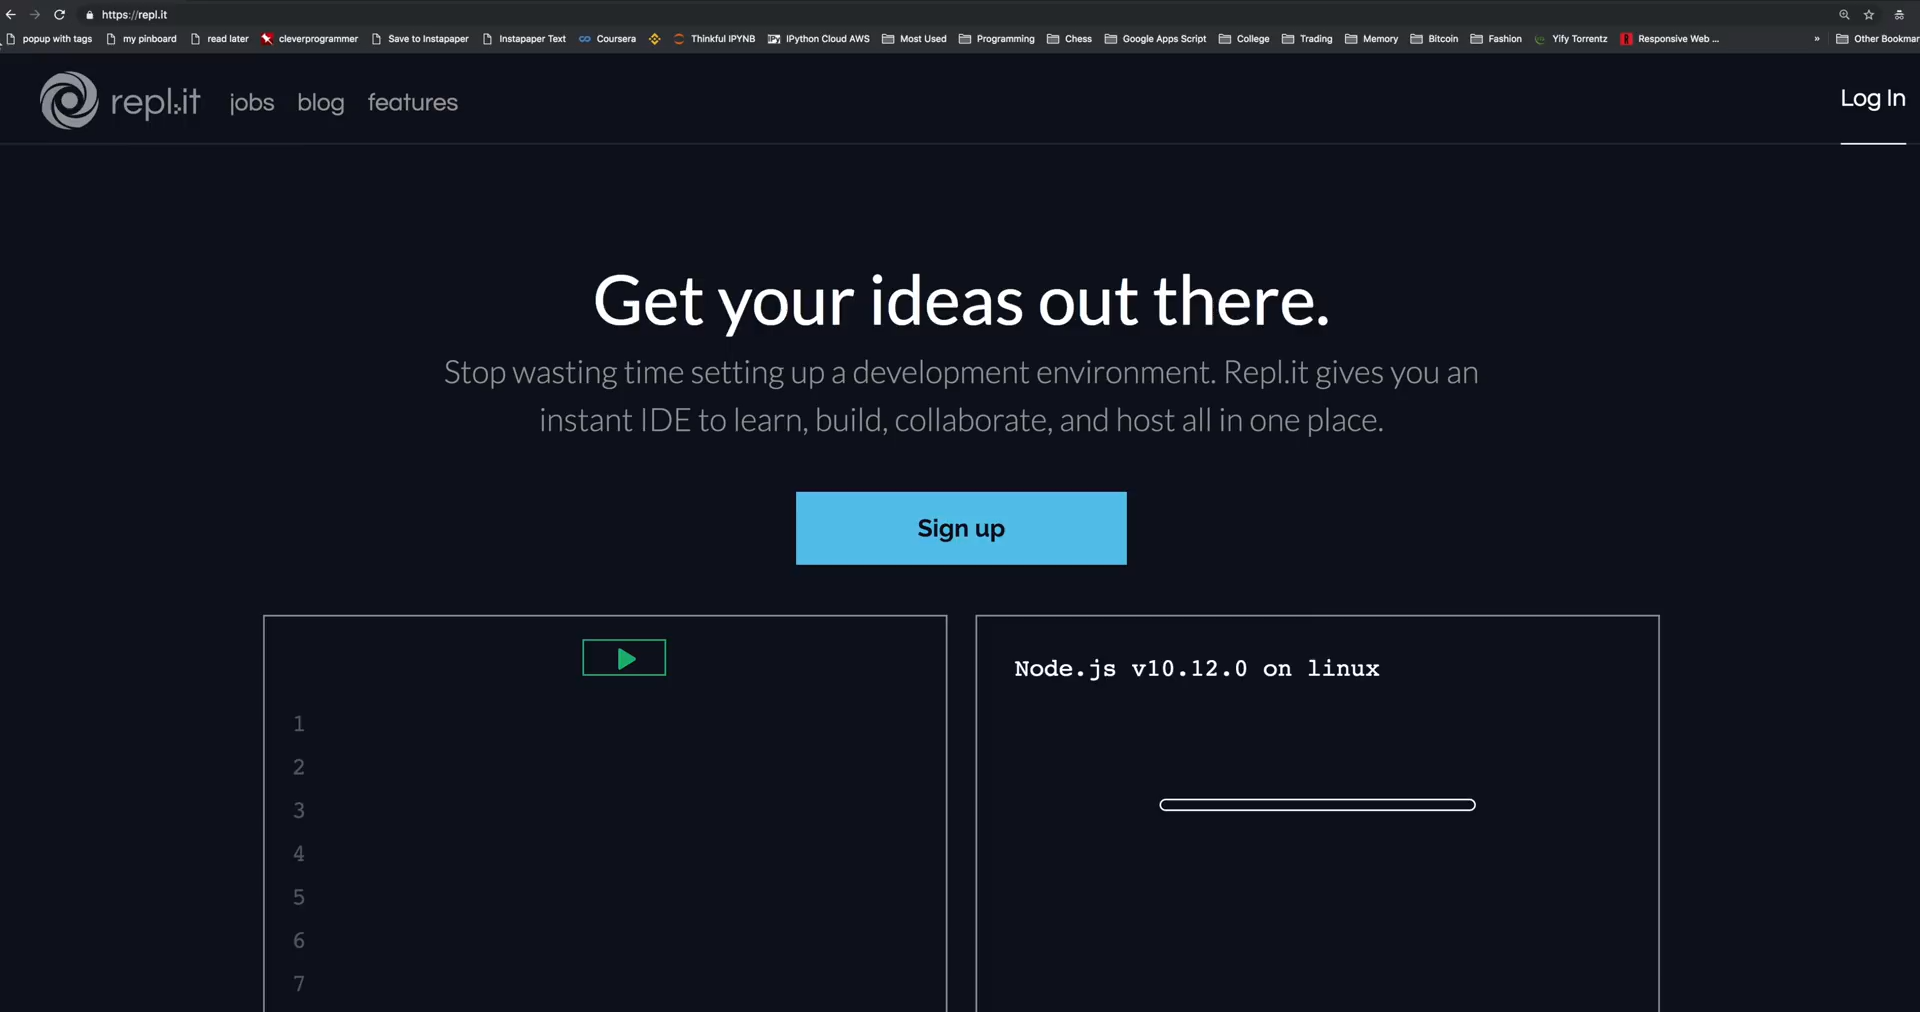 https://repl.it
popup with tags my pinboard read later cleverprogrammer Save to Instapaper Instapaper Text Coursera Thinkful IPYNB IPython Cloud AWS Most Used Programming Chess Google Apps Script College Trading Memory Bitcoin Fashion Yify Torrentz Responsive Web ... » Other Bookmar
repl.it jobs blog features Log In
Get your ideas out there.
Stop wasting time setting up a development environment. Repl.it gives you an
instant IDE to learn, build, collaborate, and host all in one place.
Sign up
Node.js v10.12.0 on linux
1
2
3
4
5
6
7